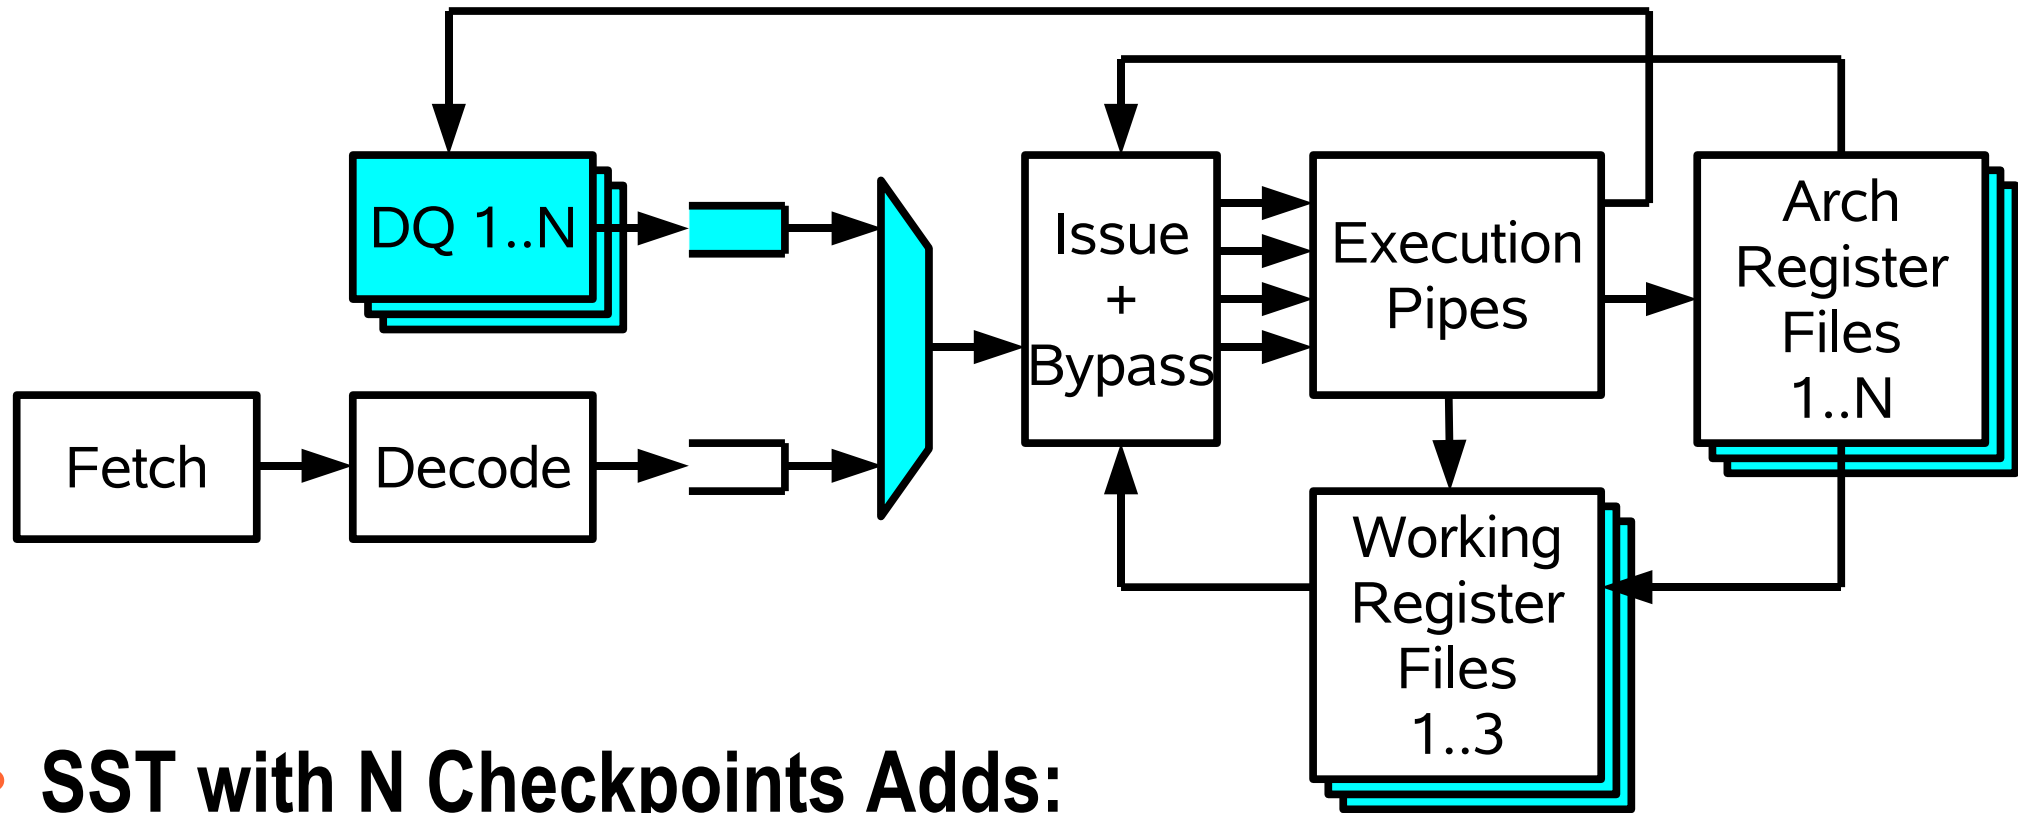 DQ 1..N
Issue
+
Bypass
Execution
Pipes
Arch
Register
Files
1..N
Fetch
Decode
Working
Register
Files
1..3
SST with N Checkpoints Adds: